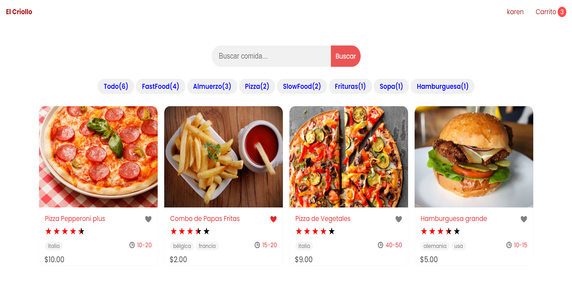 El Criollo
karen
Carrito 3
Buscar comida...
Buscar
Todo(6) FastFood(4) Almuerzo(3) Pizza(2) SlowFood(2) Frituras(1) Sopa(1) Hamburguesa(1)
Pizza Pepperoni plus
italia
10-20
$10.00
Combo de Papas Fritas
bélgica francia
15-20
$2.00
Pizza de Vegetales
italia
40-50
$9.00
Hamburguesa grande
alemania usa
10-15
$5.00